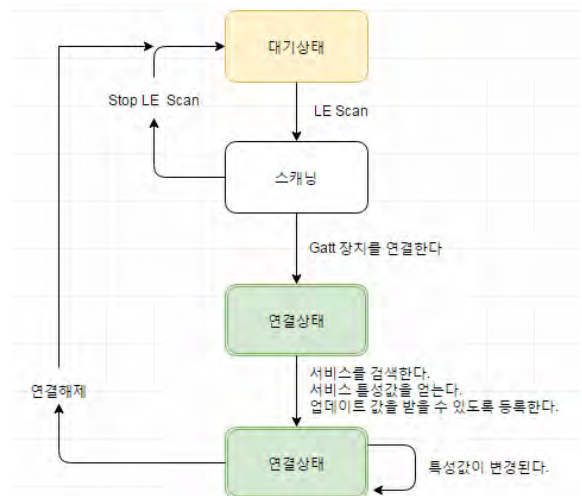 대기상태
Stop LE Scan
LE Scan
스캐닝
Gatt 장치를 연결한다
연결상태
서비스를 검색한다.
서비스 특성값을 얻는다.
업데이트 값을 받을 수 있도록 등록한다.
연결해제
연결상태
특성값이 변경된다.